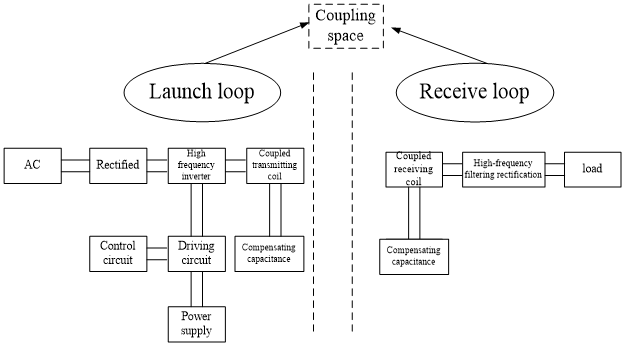 Coupling
space
Launch loop
Receive loop
AC
Rectified
High
frequency
inverter
Coupled
transmitting
coil
Coupled
receiving
coil
High-frequency
filtering rectification
load
Control
circuit
Driving
circuit
Compensating
capacitance
Compensating
capacitance
Power
supply